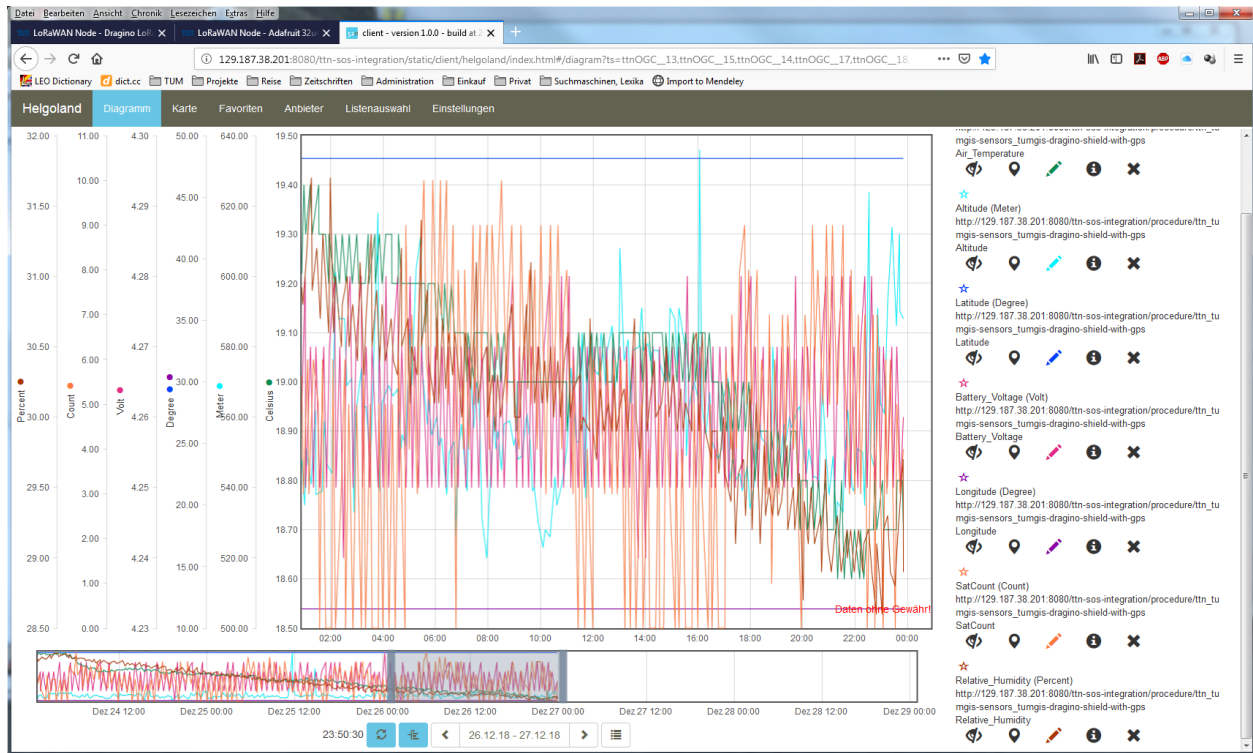 Datei Bearbeiten Ansicht Chronik Lesezeichen Extras Hilfe
LoRaWAN Node - Dragino LoR
LoRaWAN Node - Adafruit 32u
client - version 1.0.0 - build at 2
129.187.38.201:8080/ttn-sos-integration/static/client/helgoland/index.html#/diagram?ts=ttnOGC__13,ttnOGC__15,ttnOGC__14,ttnOGC__17,ttnOGC__18,
LEO Dictionary dict.cc TUM Projekte Reise Zeitschriften Administration Einkauf Privat Suchmaschinen, Lexika Import to Mendeley
Helgoland Diagramm Karte Favoriten Anbieter Listenauswahl Einstellungen
32.00 11.00 4.30 50.00 640.00 19.50
10.00 19.40
45.00
31.50 4.29 620.00
9.00 19.30
40.00
31.00 8.00 4.28 600.00
19.20
7.00 35.00
19.10
30.50 4.27 580.00
6.00
30.00 19.00
Percent Count Volt Degree Meter Celsius
30.00 5.00 4.26 560.00
25.00 18.90
4.00
29.50 4.25 540.00 18.80
3.00 20.00
18.70
2.00
29.00 4.24 520.00
15.00
1.00 18.60
28.50 0.00 4.23 10.00 500.00 18.50
Daten ohne Gewähr!
02:00 04:00 06:00 08:00 10:00 12:00 14:00 16:00 18:00 20:00 22:00 00:00
Dez 24 12:00 Dez 25 00:00 Dez 25 12:00 Dez 26 00:00 Dez 26 12:00 Dez 27 00:00 Dez 27 12:00 Dez 28 00:00 Dez 28 12:00 Dez 29 00:00
23:50:30 26.12.18 - 27.12.18
mgis-sensors_tumgis-dragino-shield-with-gps
Air_Temperature
Altitude (Meter)
http://129.187.38.201:8080/ttn-sos-integration/procedure/ttn_tu
mgis-sensors_tumgis-dragino-shield-with-gps
Altitude
Latitude (Degree)
http://129.187.38.201:8080/ttn-sos-integration/procedure/ttn_tu
mgis-sensors_tumgis-dragino-shield-with-gps
Latitude
Battery_Voltage (Volt)
http://129.187.38.201:8080/ttn-sos-integration/procedure/ttn_tu
mgis-sensors_tumgis-dragino-shield-with-gps
Battery_Voltage
Longitude (Degree)
http://129.187.38.201:8080/ttn-sos-integration/procedure/ttn_tu
mgis-sensors_tumgis-dragino-shield-with-gps
Longitude
SatCount (Count)
http://129.187.38.201:8080/ttn-sos-integration/procedure/ttn_tu
mgis-sensors_tumgis-dragino-shield-with-gps
SatCount
Relative_Humidity (Percent)
http://129.187.38.201:8080/ttn-sos-integration/procedure/ttn_tu
mgis-sensors_tumgis-dragino-shield-with-gps
Relative_Humidity